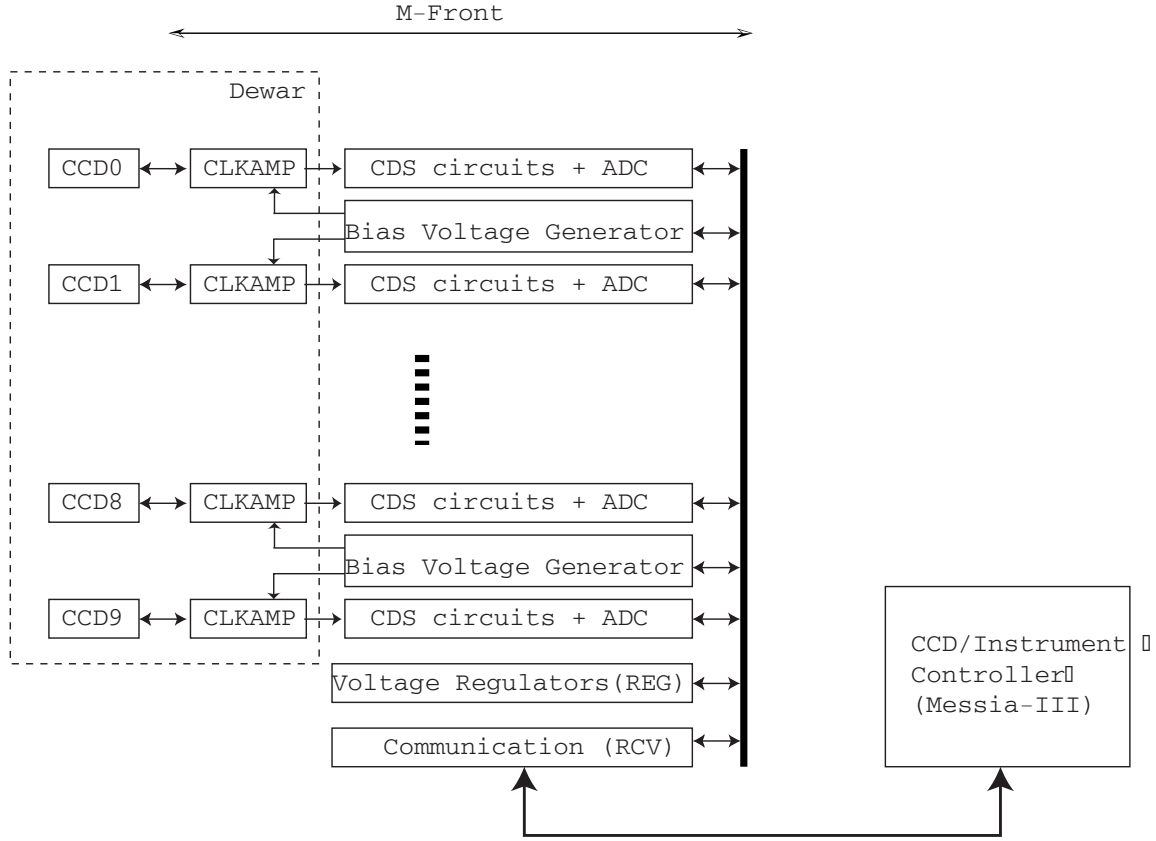 M-Front
Dewar
CCD0 CLKAMP CDS circuits + ADC
Bias Voltage Generator
CCD1 CLKAMP CDS circuits + ADC
CCD8 CLKAMP CDS circuits + ADC
Bias Voltage Generator
CCD9 CLKAMP CDS circuits + ADC
Voltage Regulators(REG)
Communication (RCV)
CCD/Instrument
Controller
(Messia-III)